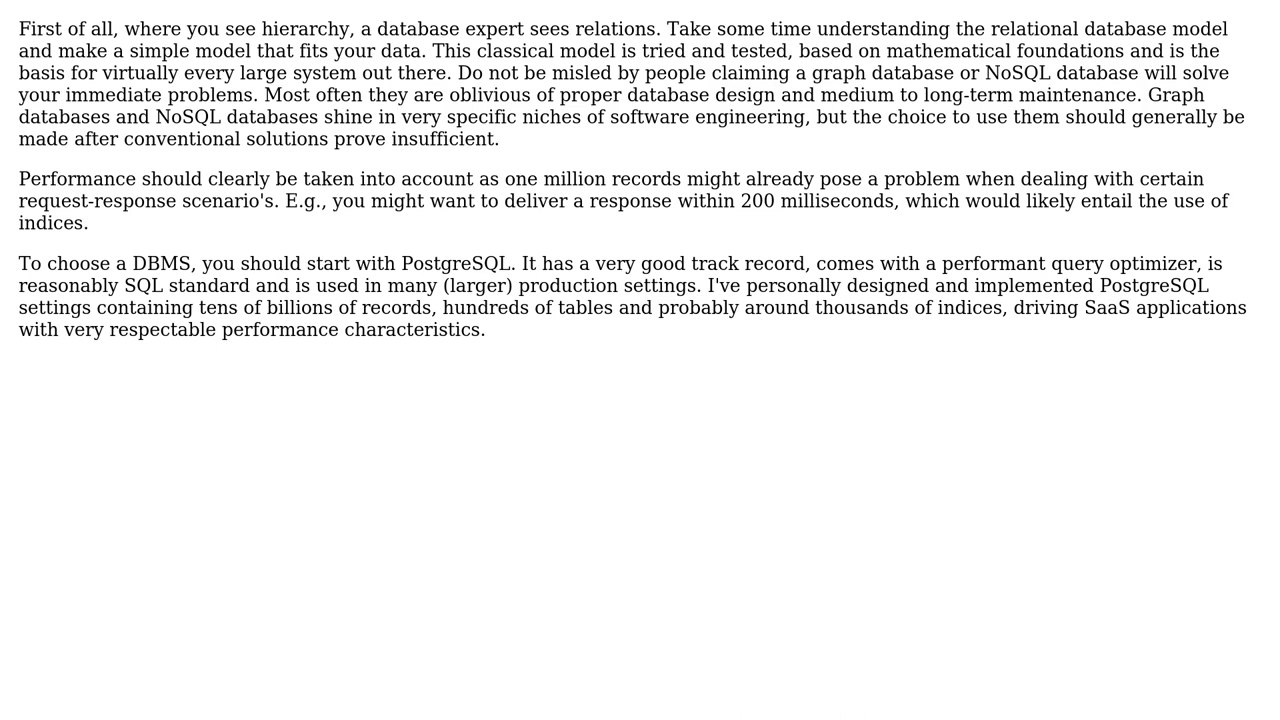 First of all, where you see hierarchy, a database expert sees relations. Take some time understanding the relational database model
and make a simple model that fits your data. This classical model is tried and tested, based on mathematical foundations and is the
basis for virtually every large system out there. Do not be misled by people claiming a graph database or NoSQL database will solve
your immediate problems. Most often they are oblivious of proper database design and medium to long-term maintenance. Graph
databases and NoSQL databases shine in very specific niches of software engineering, but the choice to use them should generally be
made after conventional solutions prove insufficient.
Performance should clearly be taken into account as one million records might already pose a problem when dealing with certain
request-response scenario's. E.g., you might want to deliver a response within 200 milliseconds, which would likely entail the use of
indices.
To choose a DBMS, you should start with PostgreSQL. It has a very good track record, comes with a performant query optimizer, is
reasonably SQL standard and is used in many (larger) production settings. I've personally designed and implemented PostgreSQL
settings containing tens of billions of records, hundreds of tables and probably around thousands of indices, driving SaaS applications
with very respectable performance characteristics.